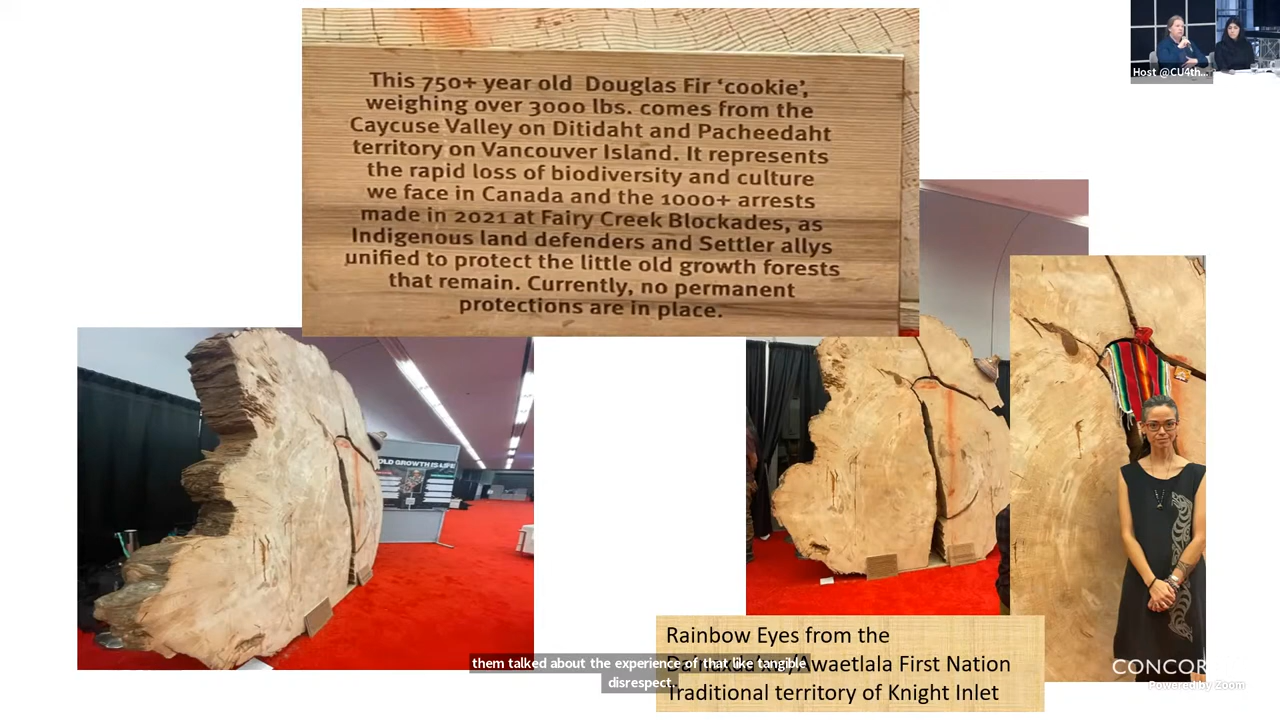 This 750+ year old Douglas Fir ‘cookie’,
weighing over 3000 lbs. comes from the
Caycuse Valley on Ditidaht and Pacheedaht
territory on Vancouver Island. It represents
the rapid loss of biodiversity and culture
we face in Canada and the 1000+ arrests
made in 2021 at Fairy Creek Blockades, as
Indigenous land defenders and Settler allys
unified to protect the little old growth forests
that remain. Currently, no permanent
protections are in place.
Host @CU4th...
OLD GROWTH IS LIFE
Rainbow Eyes from the
First Nation
Traditional territory of Knight Inlet
them talked about the experience of that like tangible
disrespect.
CONCOR
Powered by Zoom